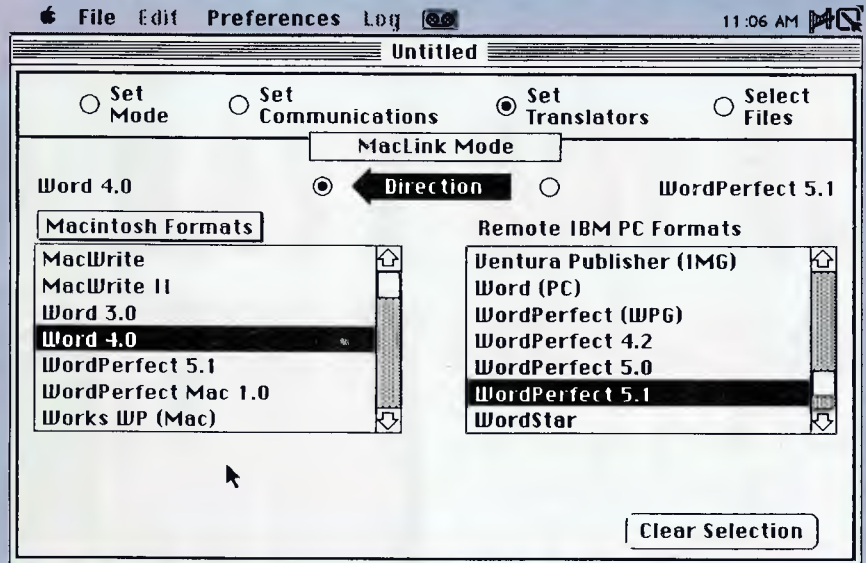 File Edit Preferences Log 11:06 AM
Untitled
Set Mode
Set Communications
Set Translators
Select Files
MacLink Mode
Word 4.0 Direction WordPerfect 5.1
Macintosh Formats
MacWrite
MacWrite II
Word 3.0
Word 4.0
WordPerfect 5.1
WordPerfect Mac 1.0
Works WP (Mac)
Remote IBM PC Formats
Ventura Publisher (IMG)
Word (PC)
WordPerfect (WPG)
WordPerfect 4.2
WordPerfect 5.0
WordPerfect 5.1
WordStar
Clear Selection